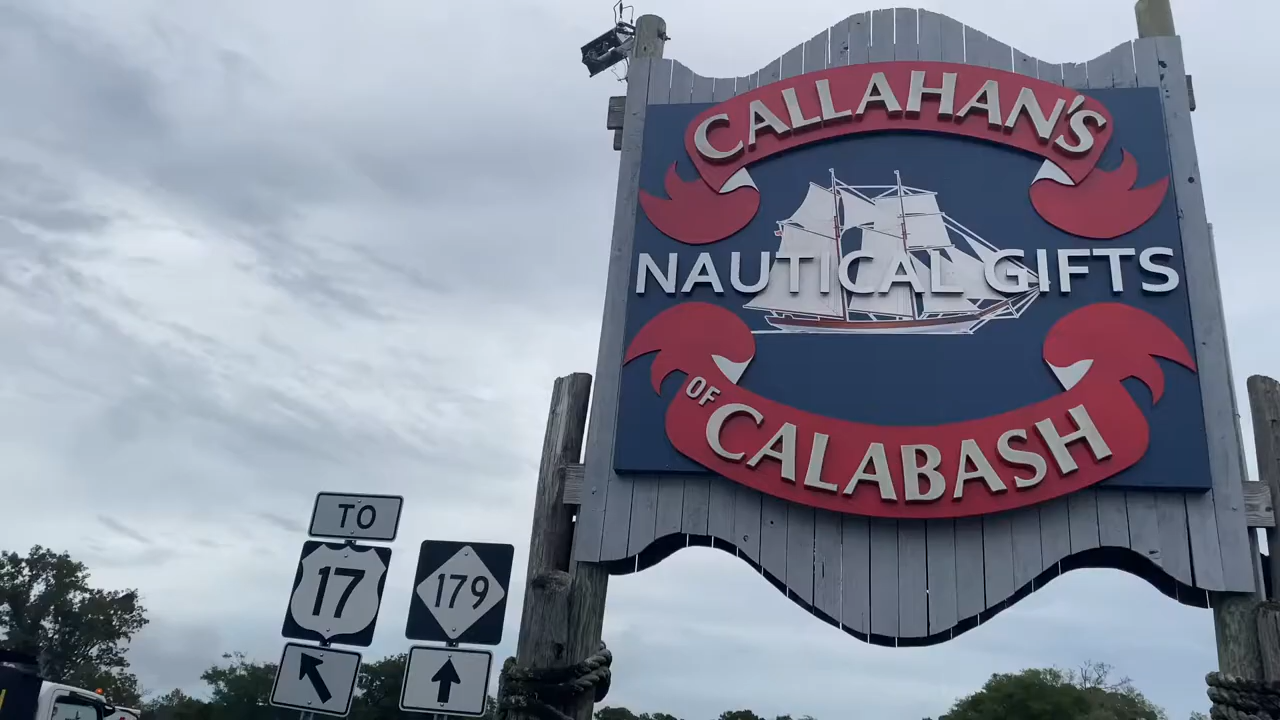 CALLAHAN'S
NAUTICAL GIFTS
OF CALABASH
TO
17
179